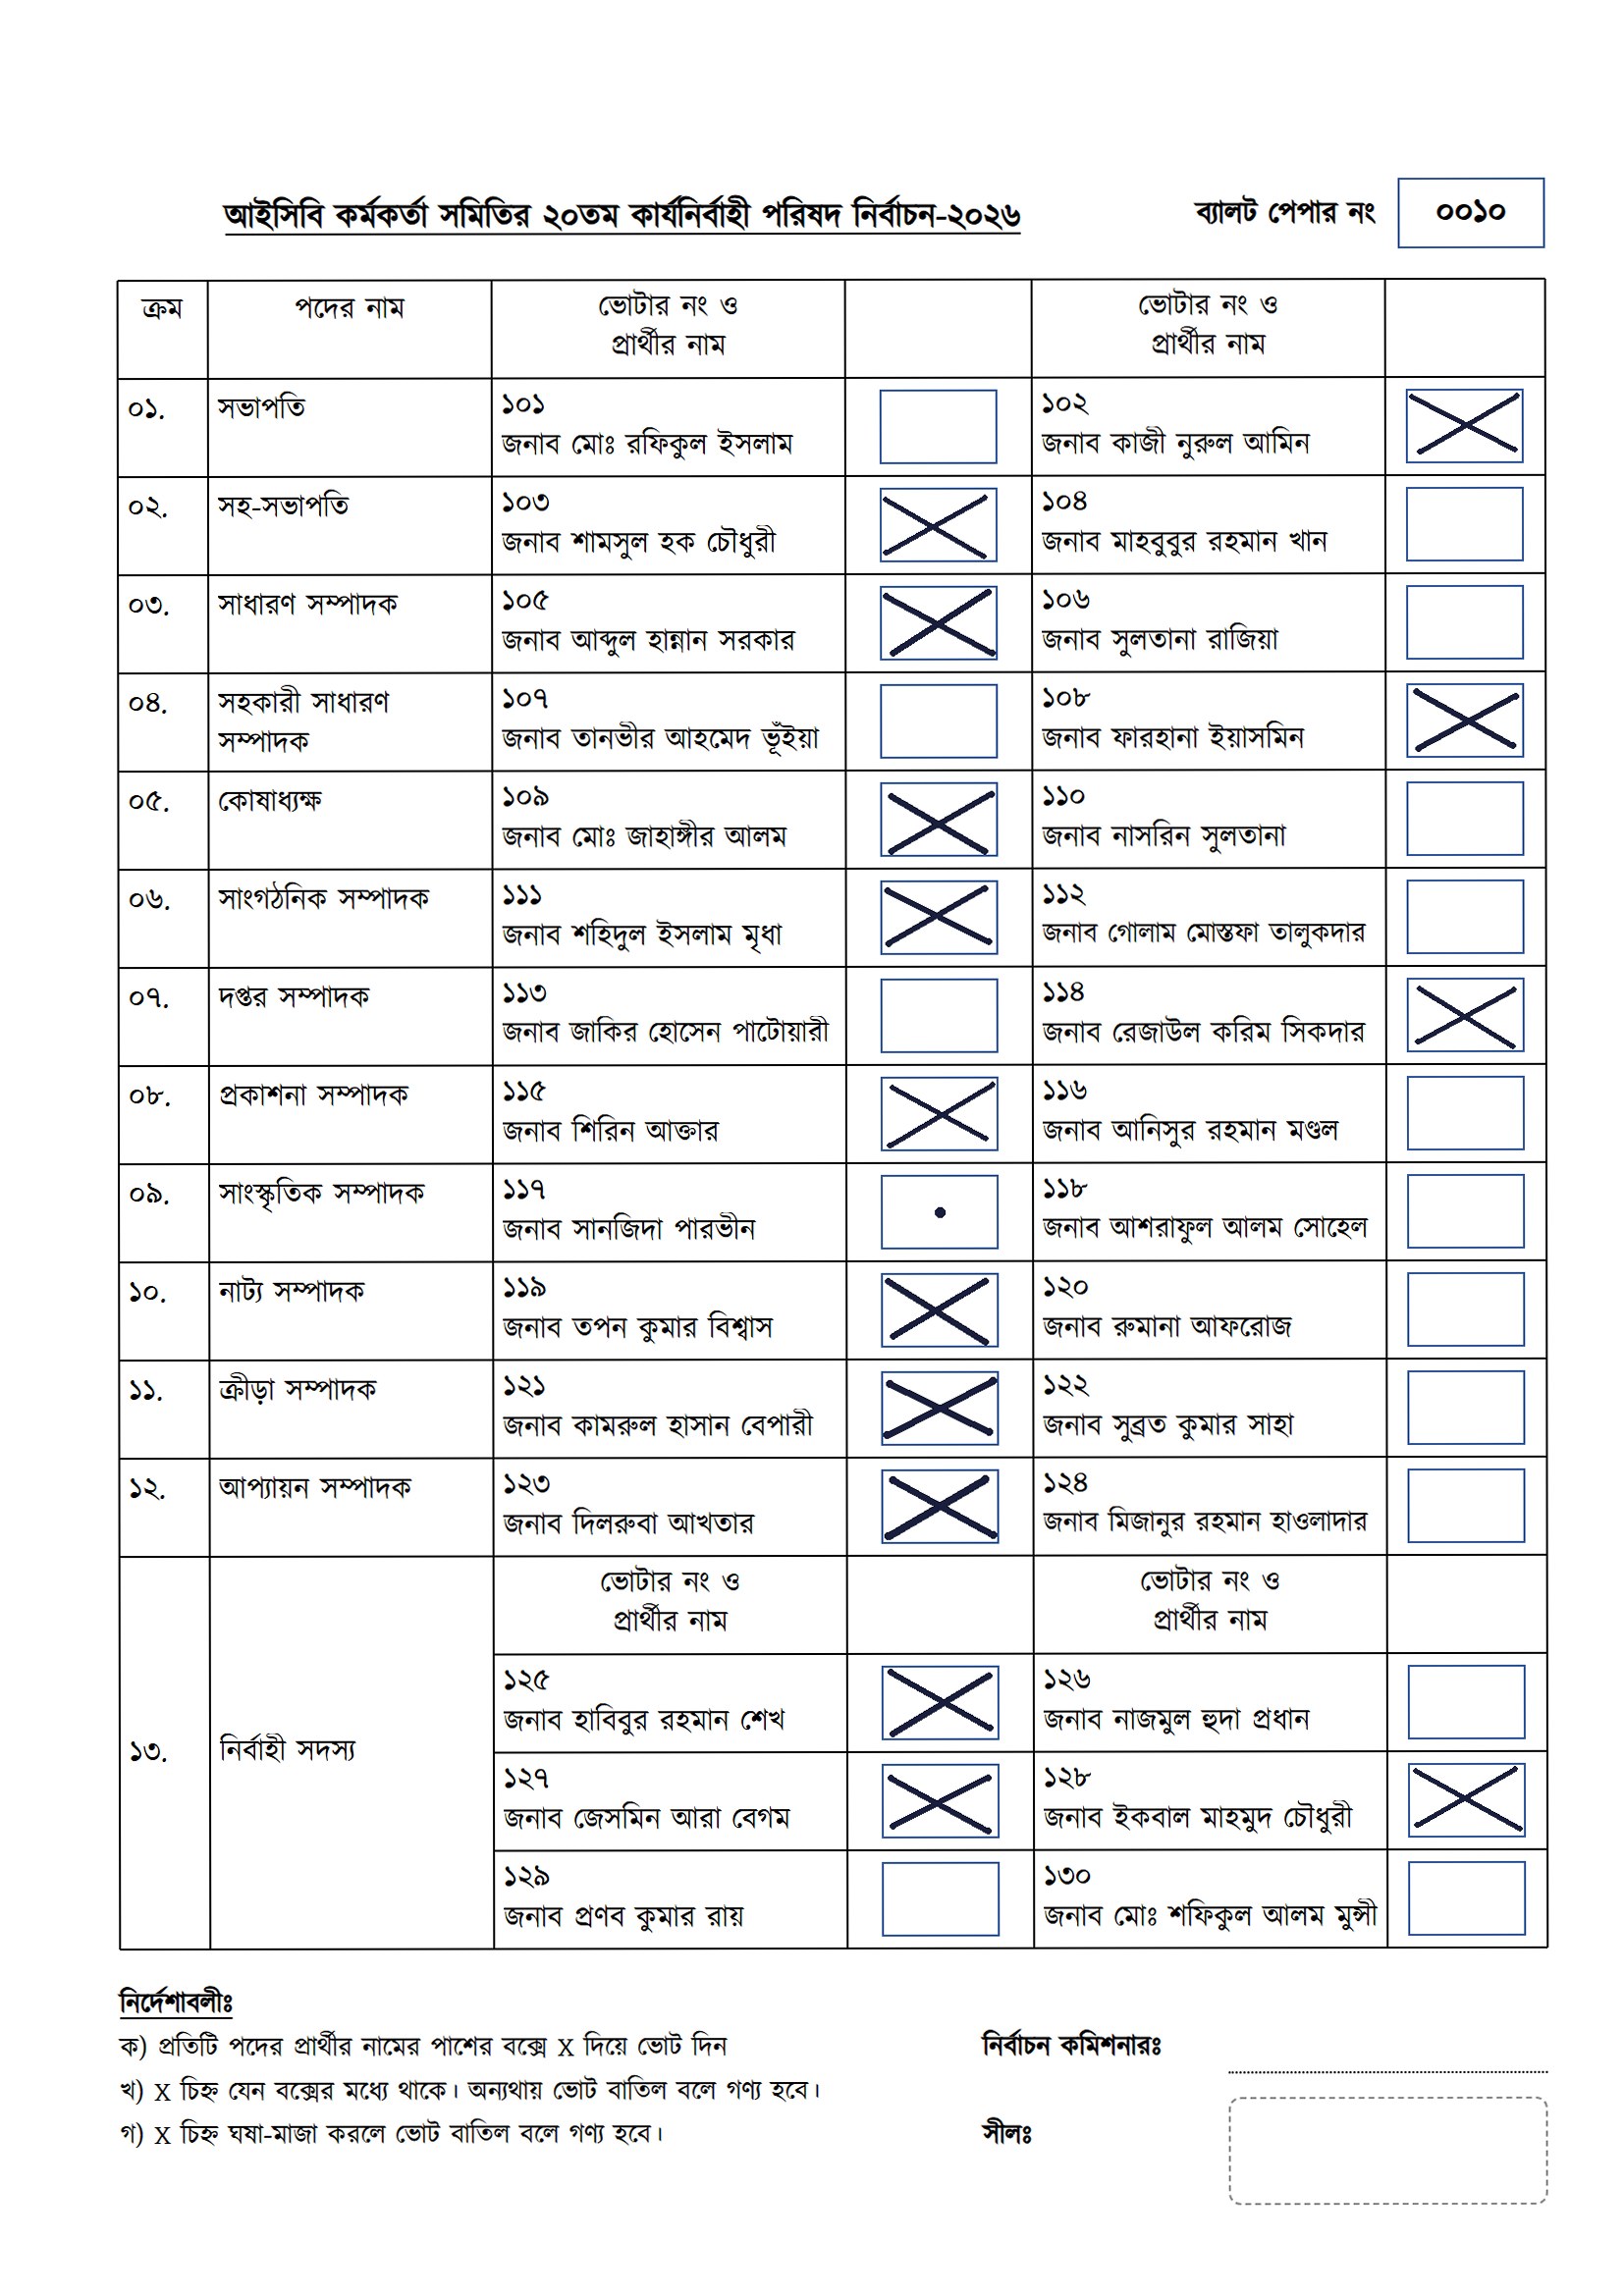 আইসিবি কর্মকর্তা সমিতির ২০তম কার্যনির্বাহী পরিষদ নির্বাচন-২০২৬
ব্যালট পেপার নং ০০১০
ক্রম পদের নাম ভোটার নং ও প্রার্থীর নাম ভোটার নং ও প্রার্থীর নাম
০১. সভাপতি
১০১
জনাব মোঃ রফিকুল ইসলাম
১০২
জনাব কাজী নুরুল আমিন
০২. সহ-সভাপতি
১০৩
জনাব শামসুল হক চৌধুরী
১০৪
জনাব মাহবুবুর রহমান খান
০৩. সাধারণ সম্পাদক
১০৫
জনাব আব্দুল হান্নান সরকার
১০৬
জনাব সুলতানা রাজিয়া
০৪. সহকারী সাধারণ
সম্পাদক
১০৭
জনাব তানভীর আহমেদ ভূঁইয়া
১০৮
জনাব ফারহানা ইয়াসমিন
০৫. কোষাধ্যক্ষ
১০৯
জনাব মোঃ জাহাঙ্গীর আলম
১১০
জনাব নাসরিন সুলতানা
০৬. সাংগঠনিক সম্পাদক
১১১
জনাব শহিদুল ইসলাম মৃধা
১১২
জনাব গোলাম মোস্তফা তালুকদার
০৭. দপ্তর সম্পাদক
১১৩
জনাব জাকির হোসেন পাটোয়ারী
১১৪
জনাব রেজাউল করিম সিকদার
০৮. প্রকাশনা সম্পাদক
১১৫
জনাব শিরিন আক্তার
১১৬
জনাব আনিসুর রহমান মণ্ডল
০৯. সাংস্কৃতিক সম্পাদক
১১৭
জনাব সানজিদা পারভীন
১১৮
জনাব আশরাফুল আলম সোহেল
১০. নাট্য সম্পাদক
১১৯
জনাব তপন কুমার বিশ্বাস
১২০
জনাব রুমানা আফরোজ
১১. ক্রীড়া সম্পাদক
১২১
জনাব কামরুল হাসান বেপারী
১২২
জনাব সুব্রত কুমার সাহা
১২. আপ্যায়ন সম্পাদক
১২৩
জনাব দিলরুবা আখতার
১২৪
জনাব মিজানুর রহমান হাওলাদার
ভোটার নং ও
প্রার্থীর নাম
ভোটার নং ও
প্রার্থীর নাম
১৩. নির্বাহী সদস্য
১২৫
জনাব হাবিবুর রহমান শেখ
১২৬
জনাব নাজমুল হুদা প্রধান
১২৭
জনাব জেসমিন আরা বেগম
১২৮
জনাব ইকবাল মাহমুদ চৌধুরী
১২৯
জনাব প্রণব কুমার রায়
১৩০
জনাব মোঃ শফিকুল আলম মুন্সী
নির্দেশাবলীঃ
ক) প্রতিটি পদের প্রার্থীর নামের পাশের বক্সে x দিয়ে ভোট দিন
খ) x চিহ্ন যেন বক্সের মধ্যে থাকে। অন্যথায় ভোট বাতিল বলে গণ্য হবে।
গ) x চিহ্ন ঘষা-মাজা করলে ভোট বাতিল বলে গণ্য হবে।
নির্বাচন কমিশনারঃ
সীলঃ